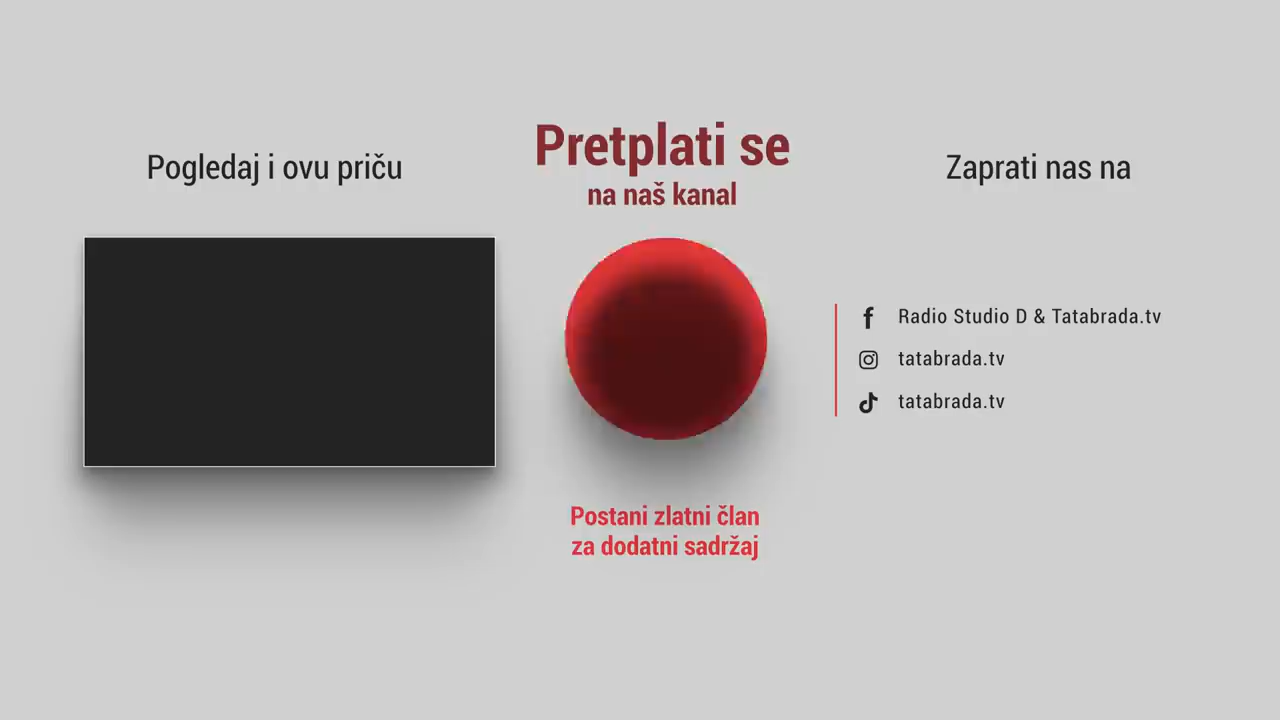 Pogledaj i ovu priču
Pretplati se
na naš kanal
Zaprati nas na
Radio Studio D & Tatabrada.tv
tatabrada.tv
tatabrada.tv
Postani zlatni član
za dodatni sadržaj